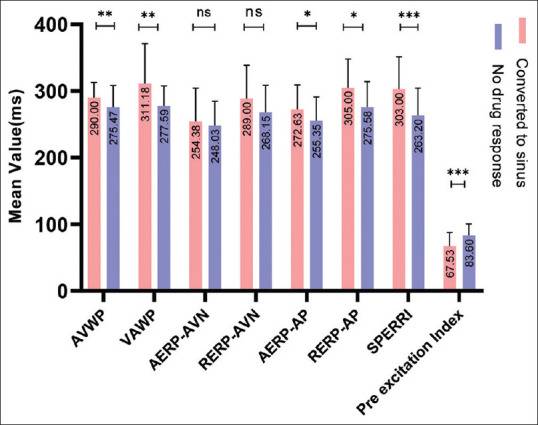 400
300
200
100
0
Mean Value(ms)
** ** ns ns * * *** ***
290.00
275.47
311.18
277.59
254.38
248.03
289.00
268.15
272.63
255.35
305.00
275.58
303.00
263.20
67.53
83.60
AVWP
VAWP
AERP-AVN
RERP-AVN
AERP-AP
RERP-AP
SPERRI
Pre excitation Index
Converted to sinus
No drug response